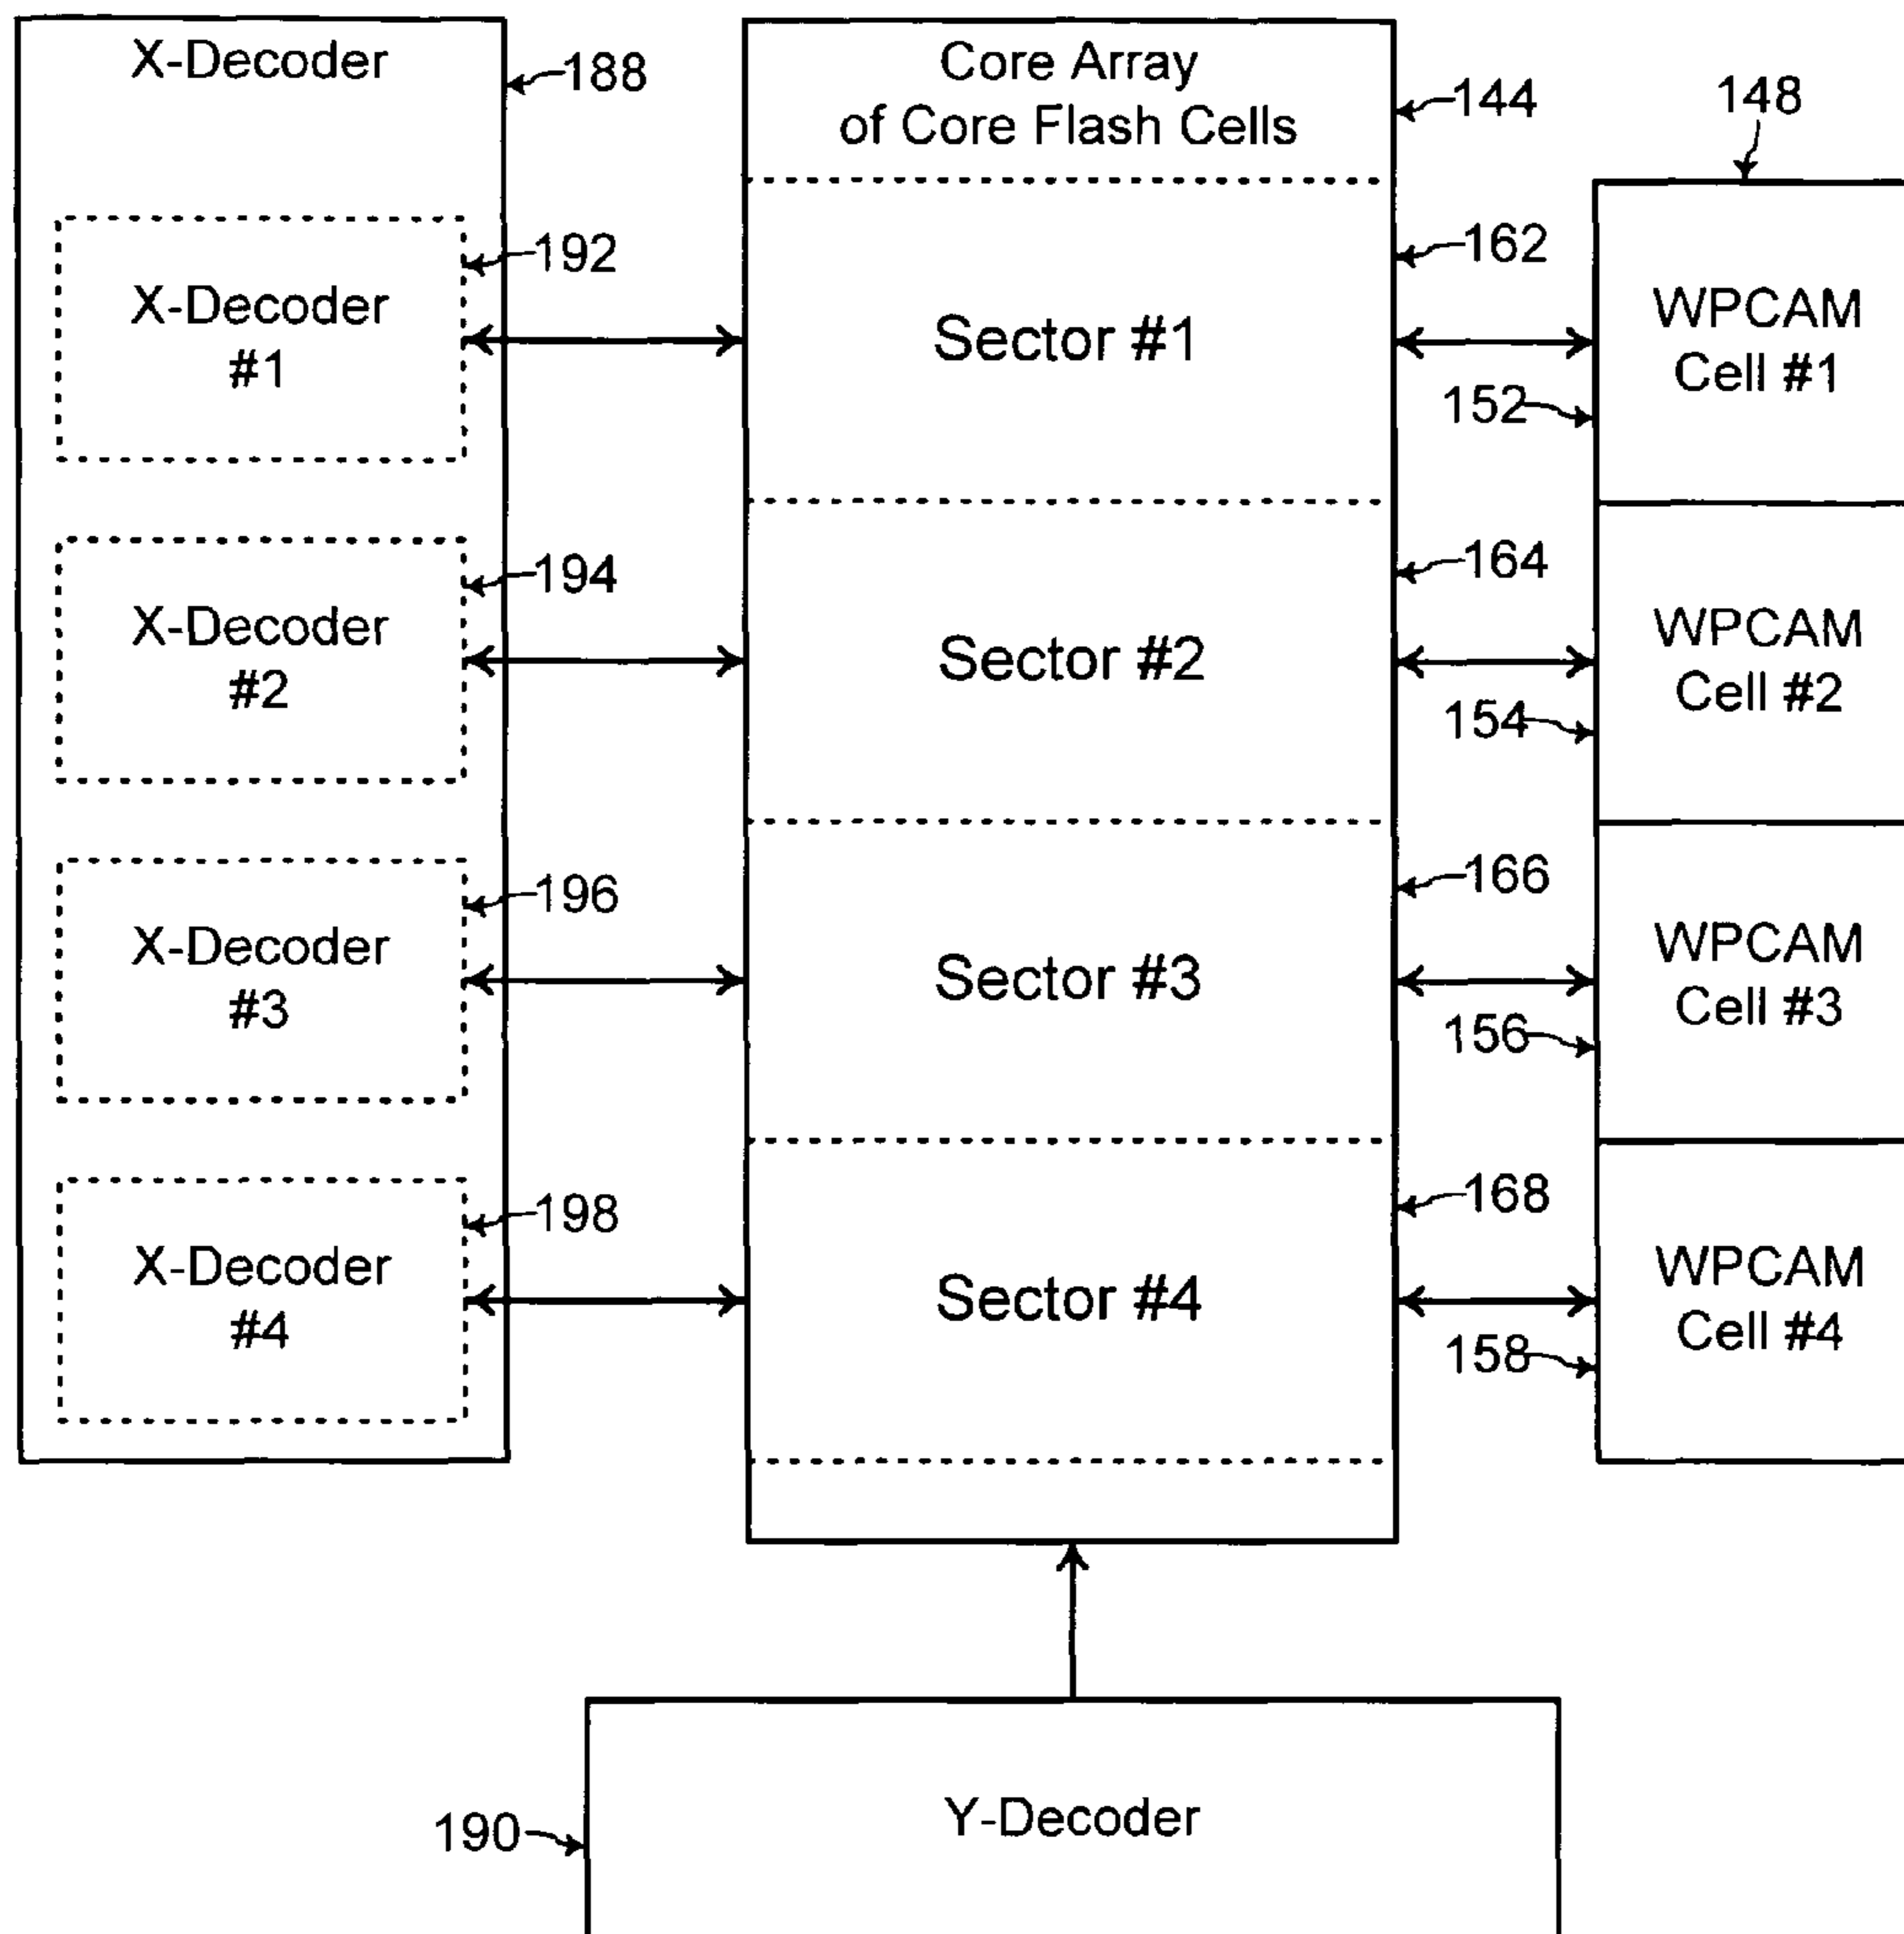 X-Decoder
188
Core Array
of Core Flash Cells
144
148
X-Decoder
#1
192
Sector #1
162
WPCAM
Cell #1
152
X-Decoder
#2
194
Sector #2
164
WPCAM
Cell #2
154
X-Decoder
#3
196
Sector #3
166
WPCAM
Cell #3
156
X-Decoder
#4
198
Sector #4
168
WPCAM
Cell #4
158
Y-Decoder
190